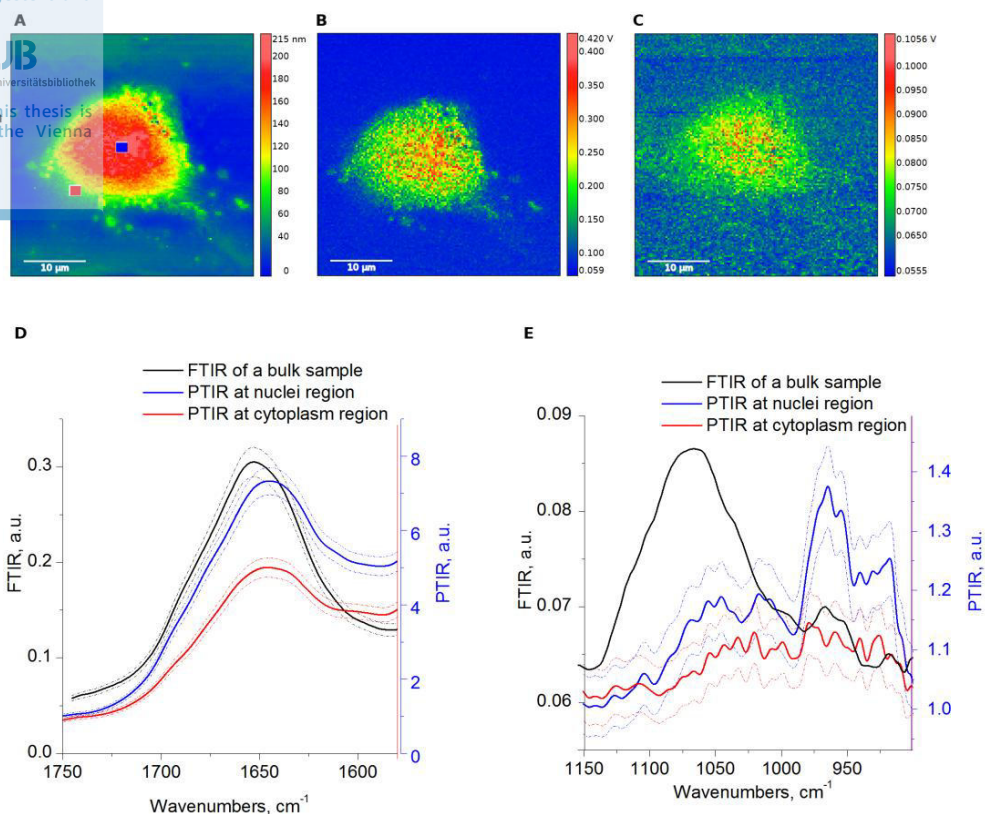 A
B
C
UB
niversitätsbibliothek
his thesis is
the Vienna
215 nm
200
180
160
140
120
100
80
60
40
20
0
10 µm
0.420 V
0.400
0.350
0.300
0.250
0.200
0.150
0.100
0.059
10 µm
0.1056 V
0.1000
0.0950
0.0900
0.0850
0.0800
0.0750
0.0700
0.0650
0.0555
10 µm
D
FTIR of a bulk sample
PTIR at nuclei region
PTIR at cytoplasm region
FTIR, a.u.
0.3
0.2
0.1
0.0
8
6
4
2
0
PTIR, a.u.
1750
1700
1650
1600
Wavenumbers, cm⁻¹
E
FTIR of a bulk sample
PTIR at nuclei region
PTIR at cytoplasm region
FTIR, a.u.
0.09
0.08
0.07
0.06
1.4
1.3
1.2
1.1
1.0
PTIR, a.u.
1150
1100
1050
1000
950
Wavenumbers, cm⁻¹